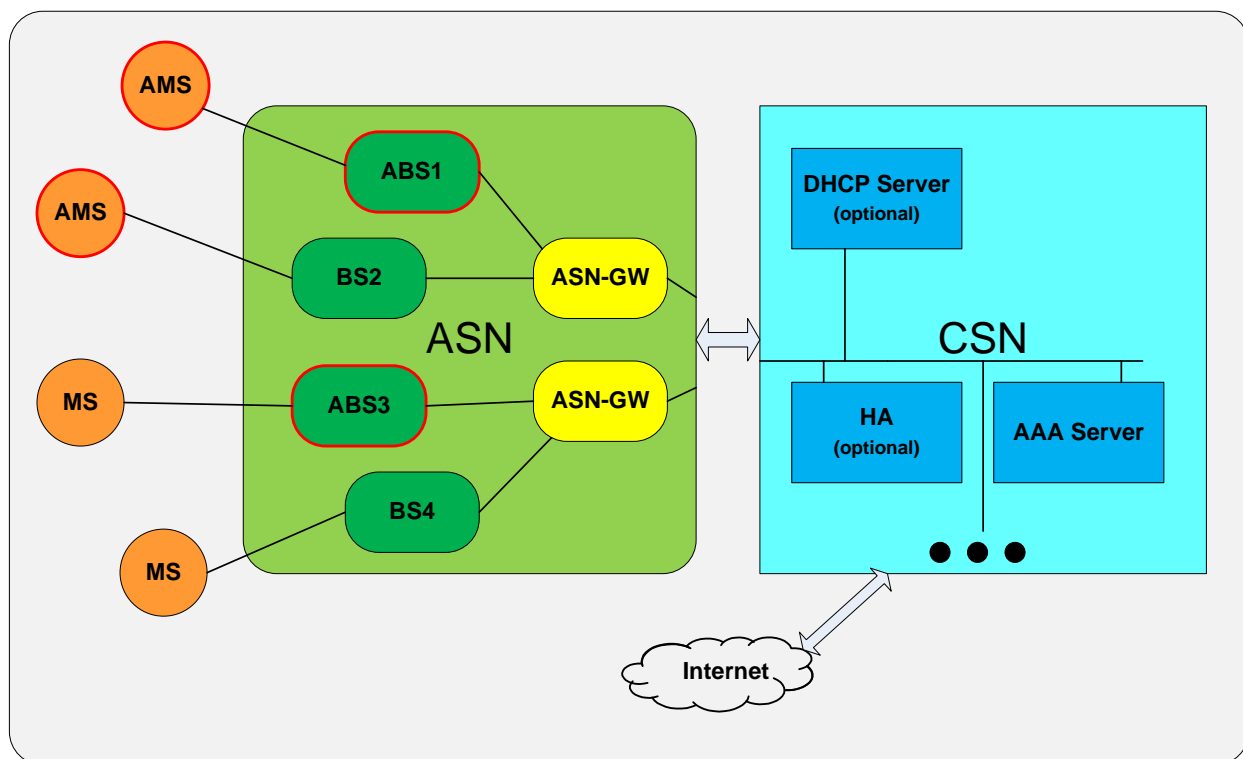 AMS
ABS1
DHCP Server
(optional)
AMS
BS2
ASN-GW
ASN
CSN
MS
ABS3
ASN-GW
HA
(optional)
AAA Server
BS4
MS
Internet